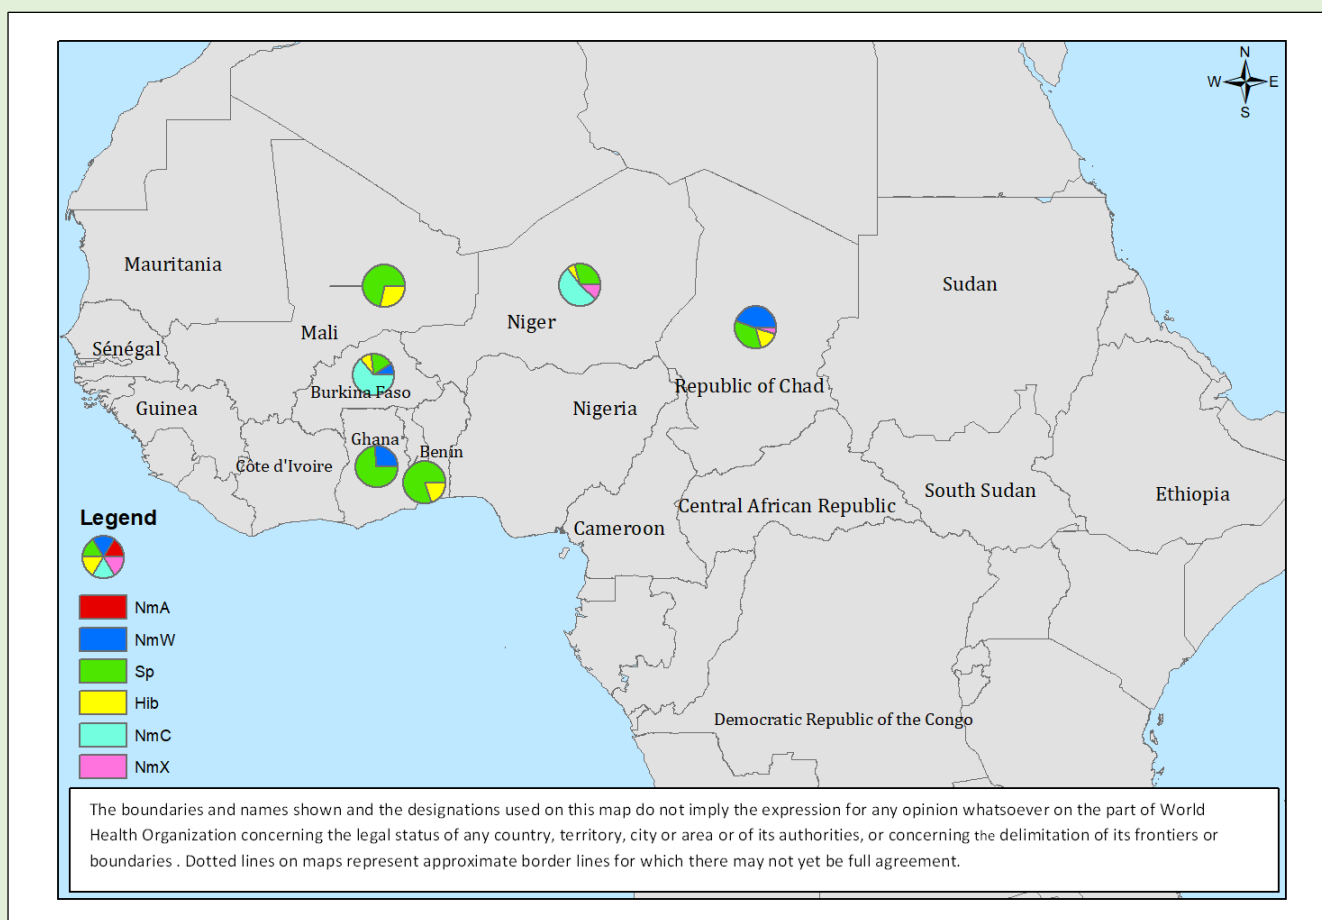 N
W E
S
Mauritania
Sudan
Niger
Mali
Sénégal
Republic of Chad
Burkina Faso
Guinea
Nigeria
Ghana
Benin
Côte d'Ivoire
South Sudan
Ethiopia
Central African Republic
Cameroon
Legend
NmA
NmW
Sp
Hib
NmC
NmX
Democratic Republic of the Congo
The boundaries and names shown and the designations used on this map do not imply the expression for any opinion whatsoever on the part of World
Health Organization concerning the legal status of any country, territory, city or area or of its authorities, or concerning the delimitation of its frontiers or
boundaries . Dotted lines on maps represent approximate border lines for which there may not yet be full agreement.